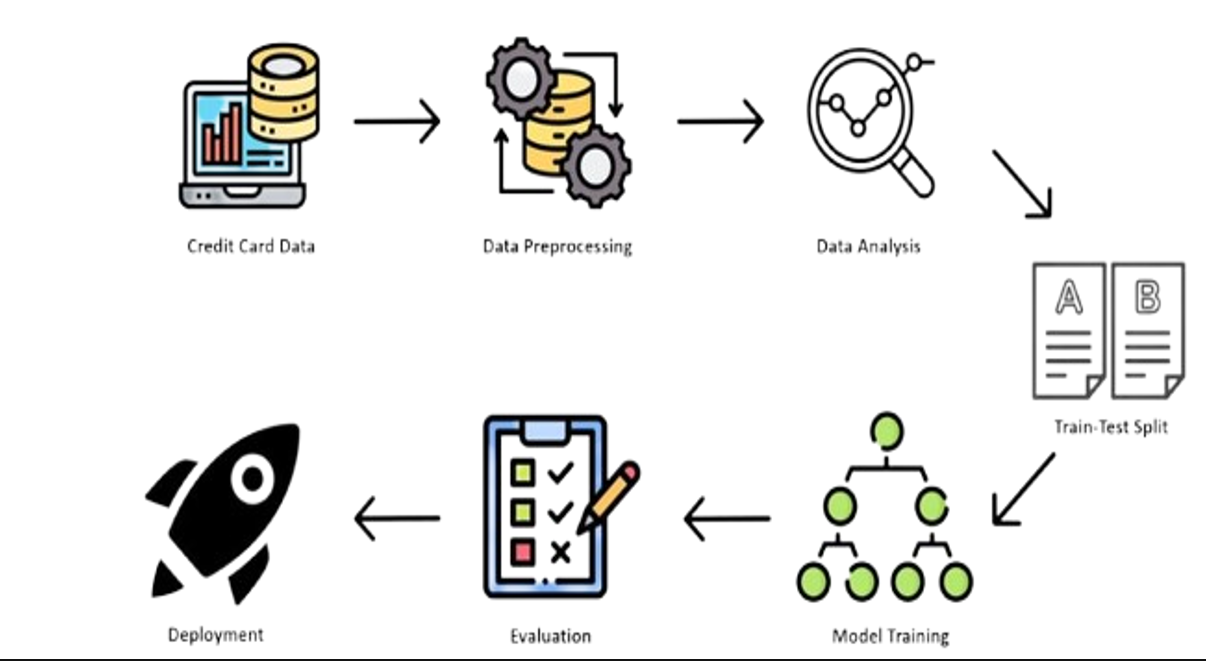 Credit Card Data
Data Preprocessing
Data Analysis
A
B
Train-Test Split
Model Training
Evaluation
Deployment